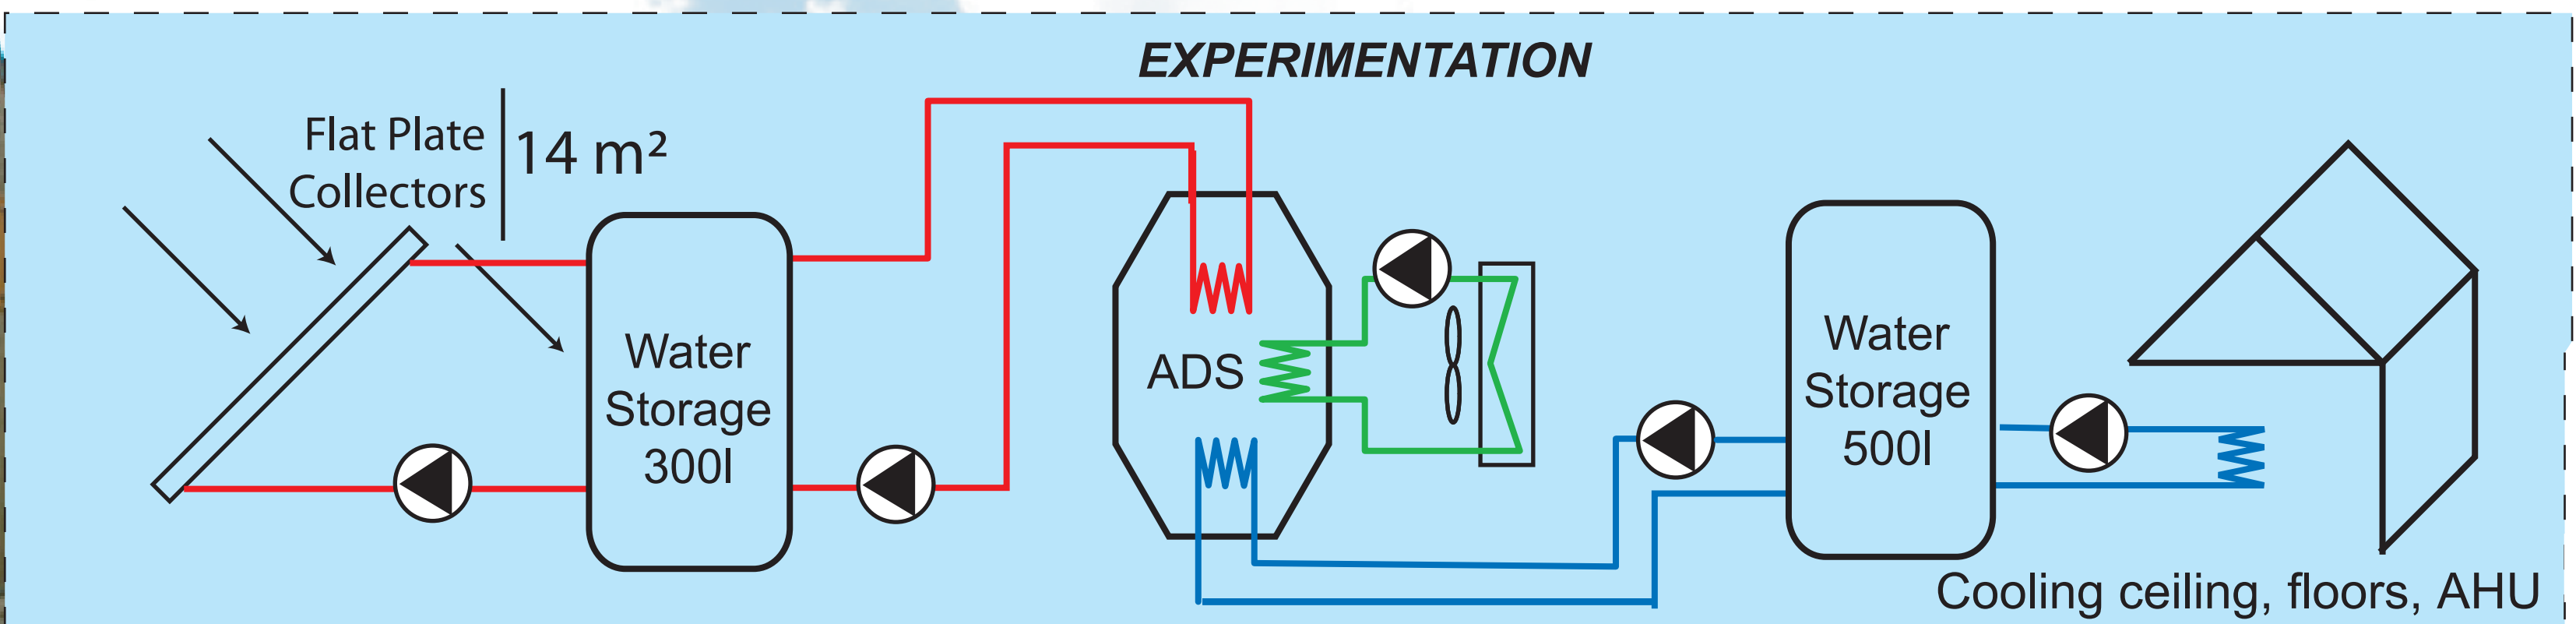 EXPERIMENTATION
Flat Plate
Collectors
14 m²
Water
Storage
300l
ADS
Water
Storage
500l
Cooling ceiling, floors, AHU